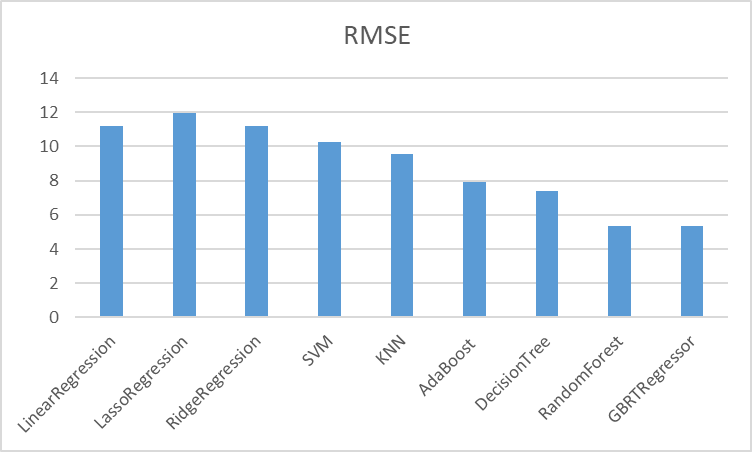 RMSE
14
12
10
8
6
4
2
0
LinearRegression
LassoRegression
RidgeRegression
SVM
KNN
AdaBoost
DecisionTree
RandomForest
GBRTRegressor